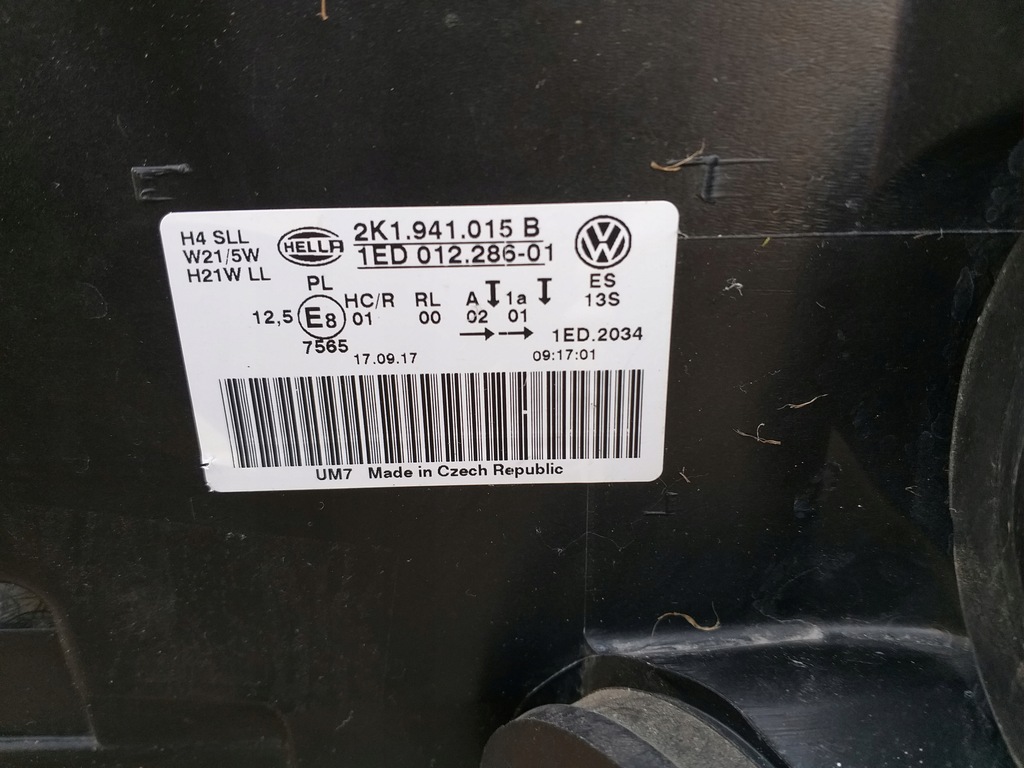 H4 SLL
W21/5W
H21W LL
HELLA
2K1.941.015 B
1ED 012.286-01
VW
PL
ES
13S
HC/R RL A 1a
12,5 E8 01 00 02 01
7565
1ED.2034
17.09.17 09:17:01
UM7 Made in Czech Republic